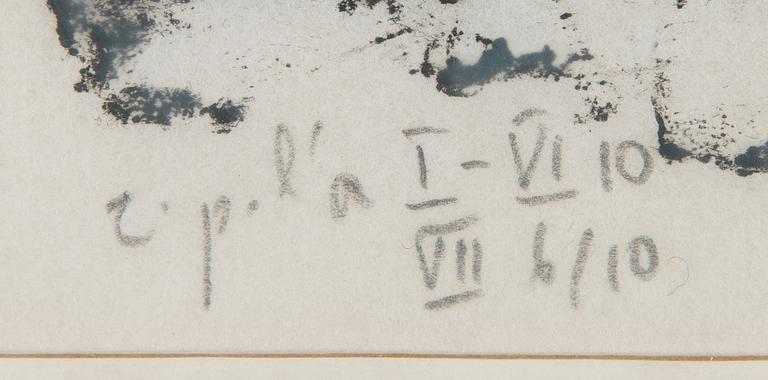 τ. p. l'a I - VI 10
VII 6/10